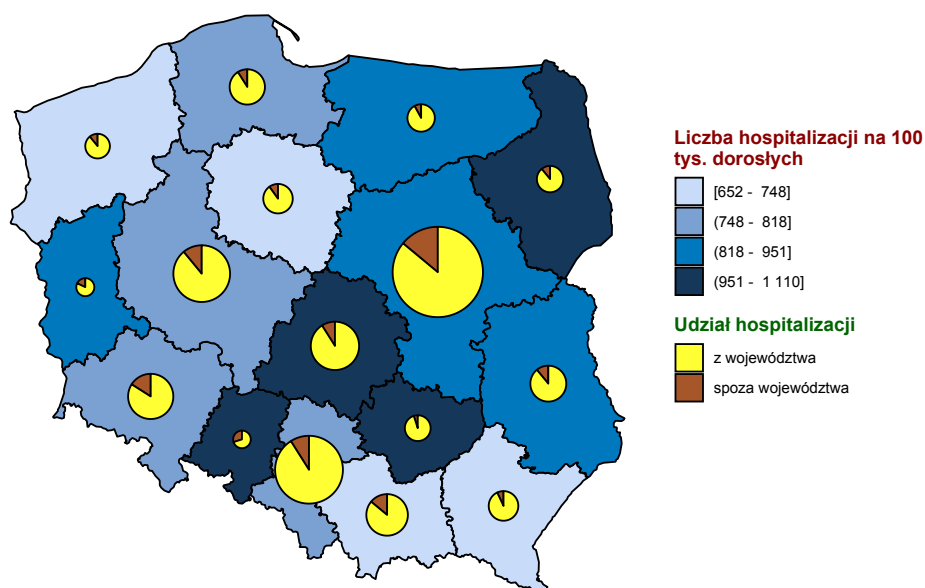 Liczba hospitalizacji na 100
tys. dorosłych
[652 - 748]
(748 - 818]
(818 - 951]
(951 - 1 110]
Udział hospitalizacji
z województwa
spoza województwa